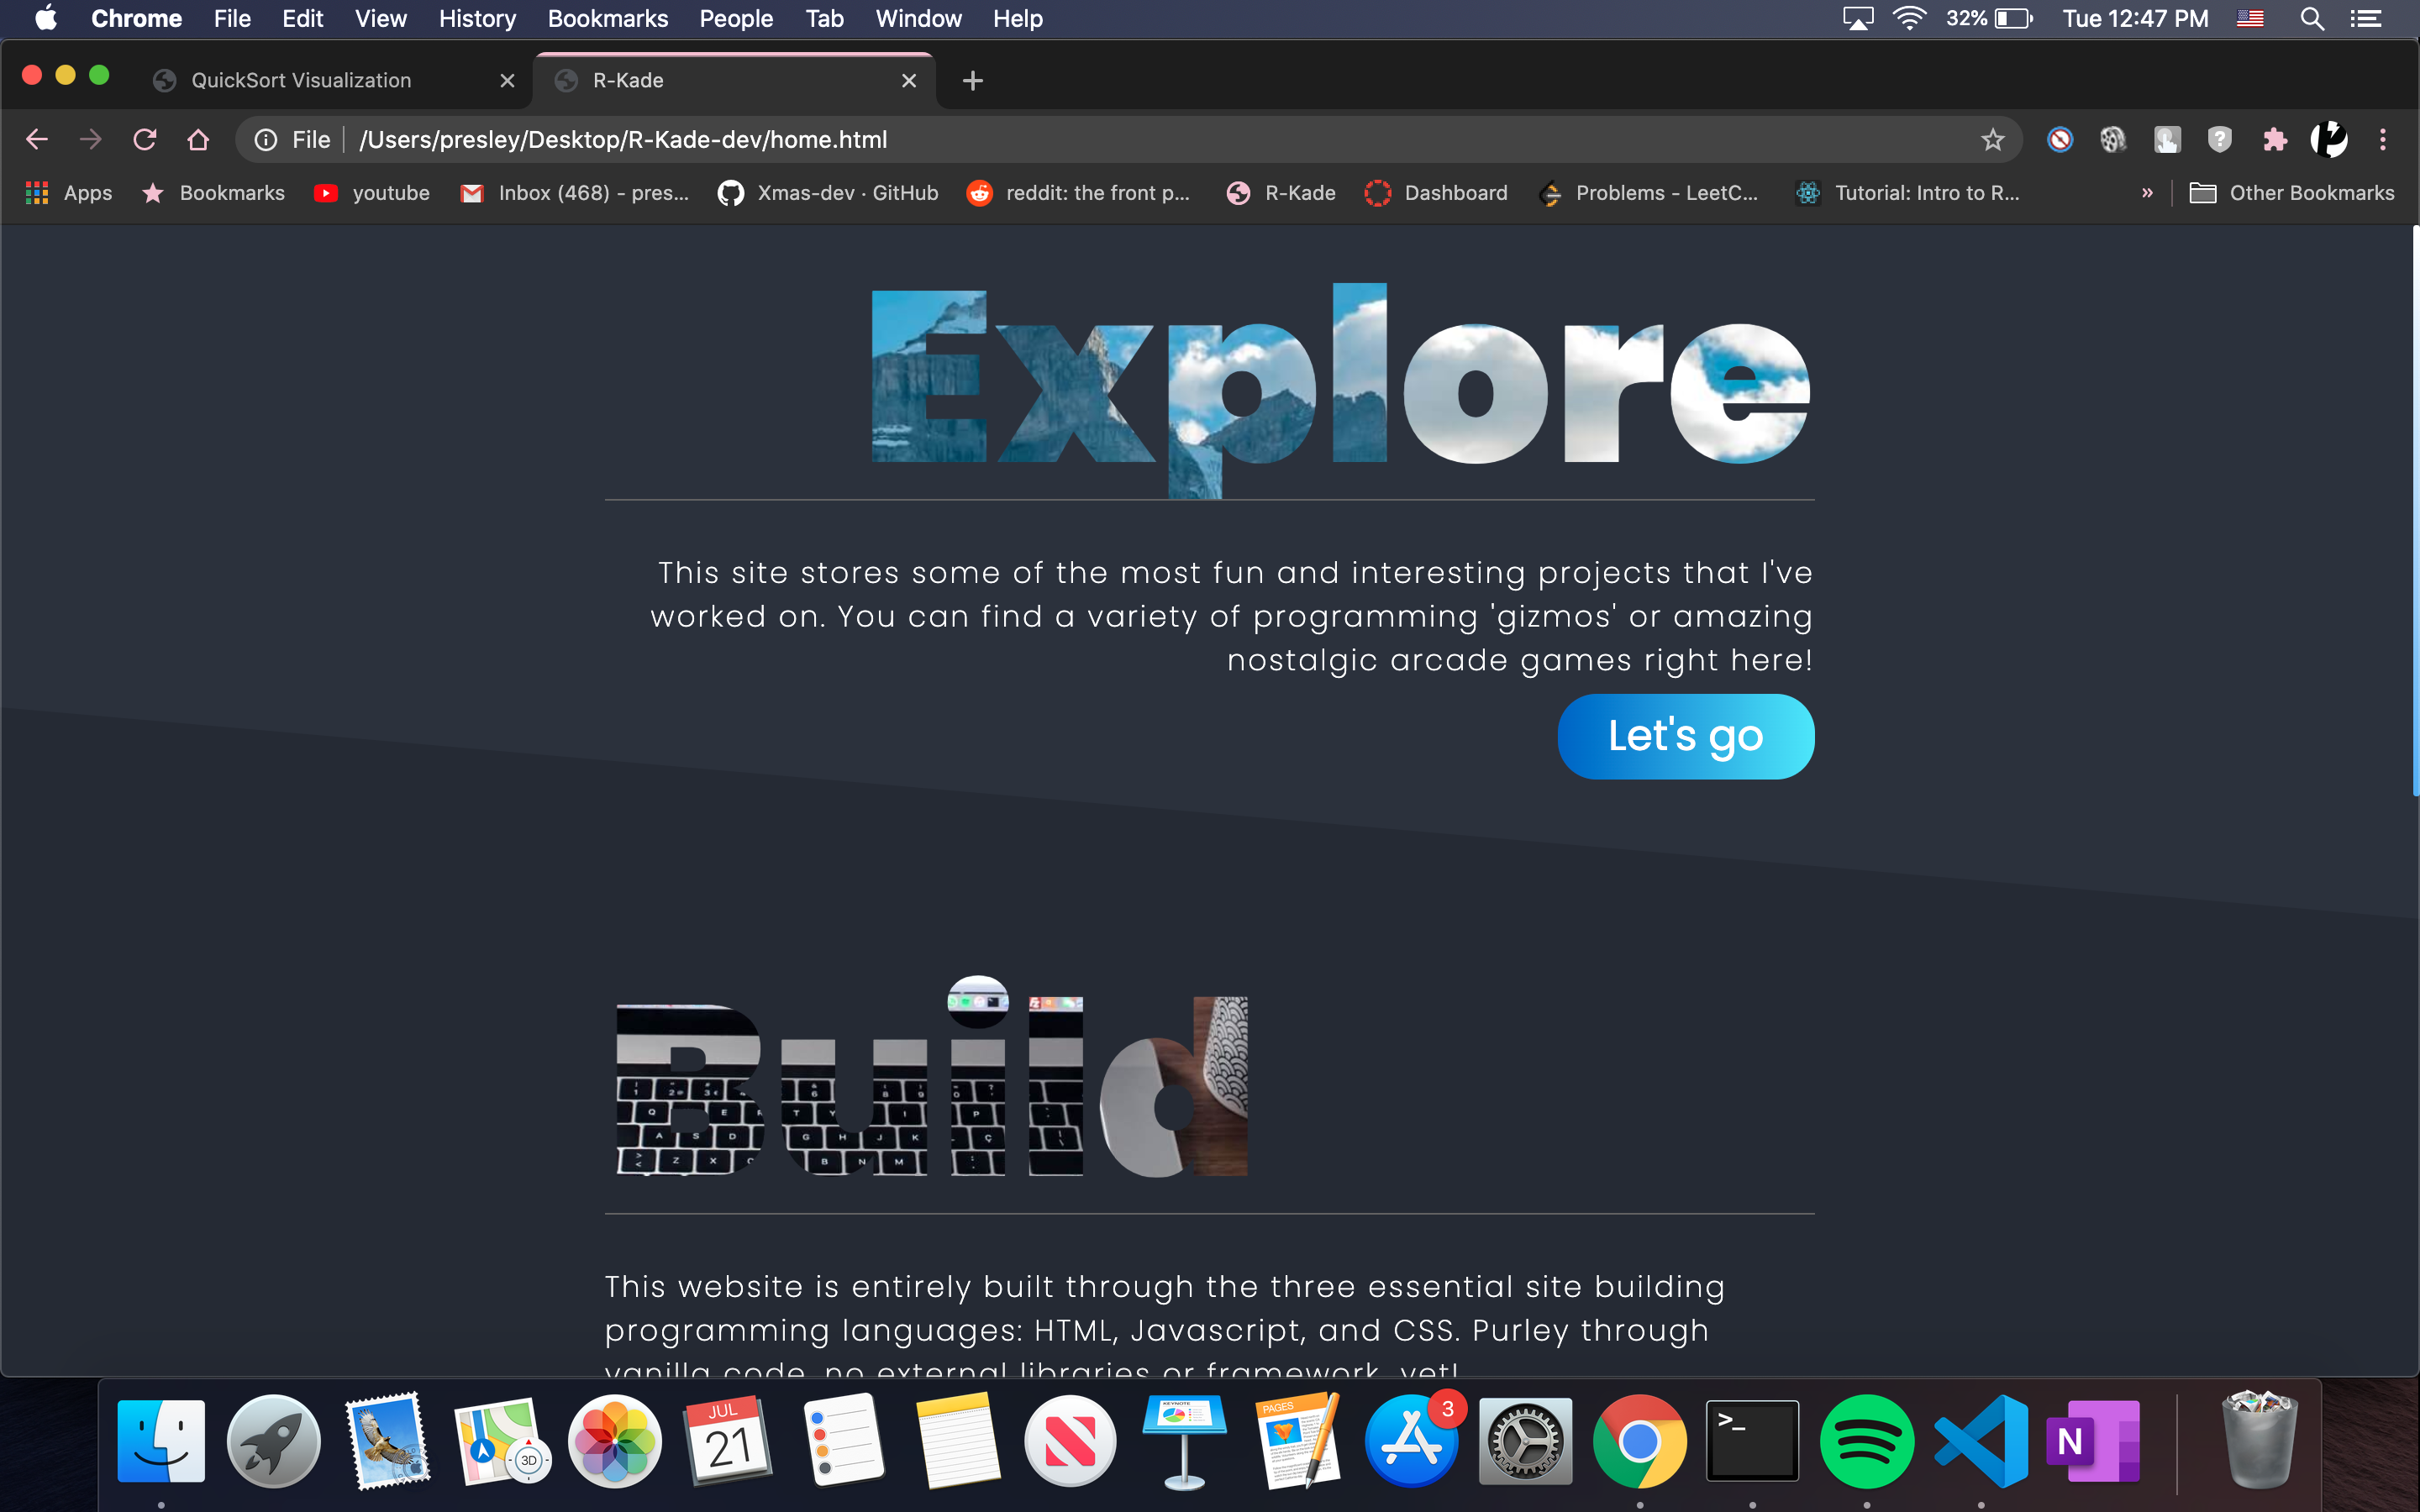 Chrome File Edit View History Bookmarks People Tab Window Help 32% Tue 12:47 PM
QuickSort Visualization R-Kade
File /Users/presley/Desktop/R-Kade-dev/home.html
Apps Bookmarks youtube Inbox (468) - pres... Xmas-dev · GitHub reddit: the front p... R-Kade Dashboard Problems - LeetC... Tutorial: Intro to R... » Other Bookmarks
Explore
This site stores some of the most fun and interesting projects that I've
worked on. You can find a variety of programming 'gizmos' or amazing
nostalgic arcade games right here!
Let's go
Build
This website is entirely built through the three essential site building
programming languages: HTML, Javascript, and CSS. Purley through
vanilla code, no external libraries or framework, yet!
3D
JUL
21
KEYNOTE
PAGES
3
>_
N